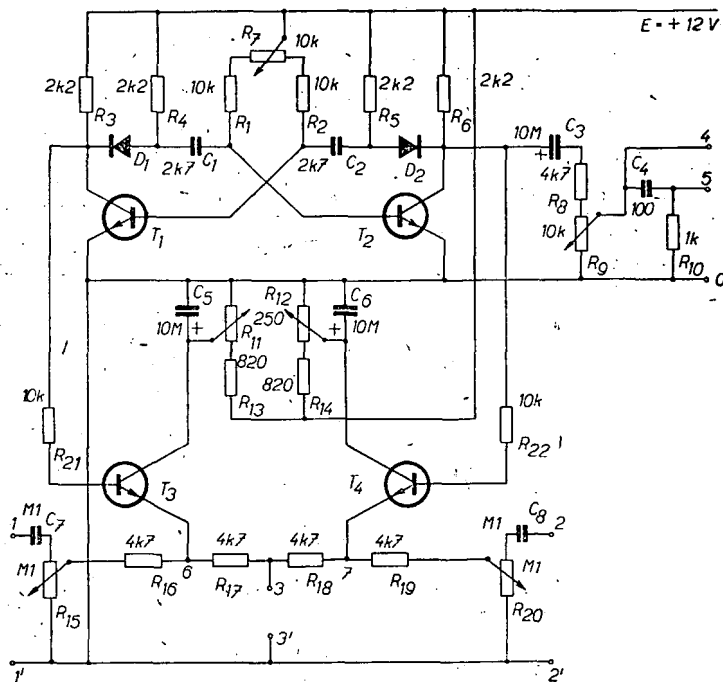 E = + 12 V
R7
10k
10k
10k
2k2
R3
2k2
R4
R1
R2
2k2
R5
2k2
R6
D1
C1
2k7
C2
2k7
D2
10M
+
C3
4k7
R8
10k
R9
4
C4
100
5
1k
R10
0
T1
T2
C5
10M
+
R11
250
R12
C6
+
10M
820
R13
820
R14
10k
R21
10k
R22
T3
T4
1
M1
C7
M1
R15
4k7
R16
6
4k7
R17
3
4k7
R18
7
4k7
R19
M1
C8
2
M1
R20
3'
1'
2'